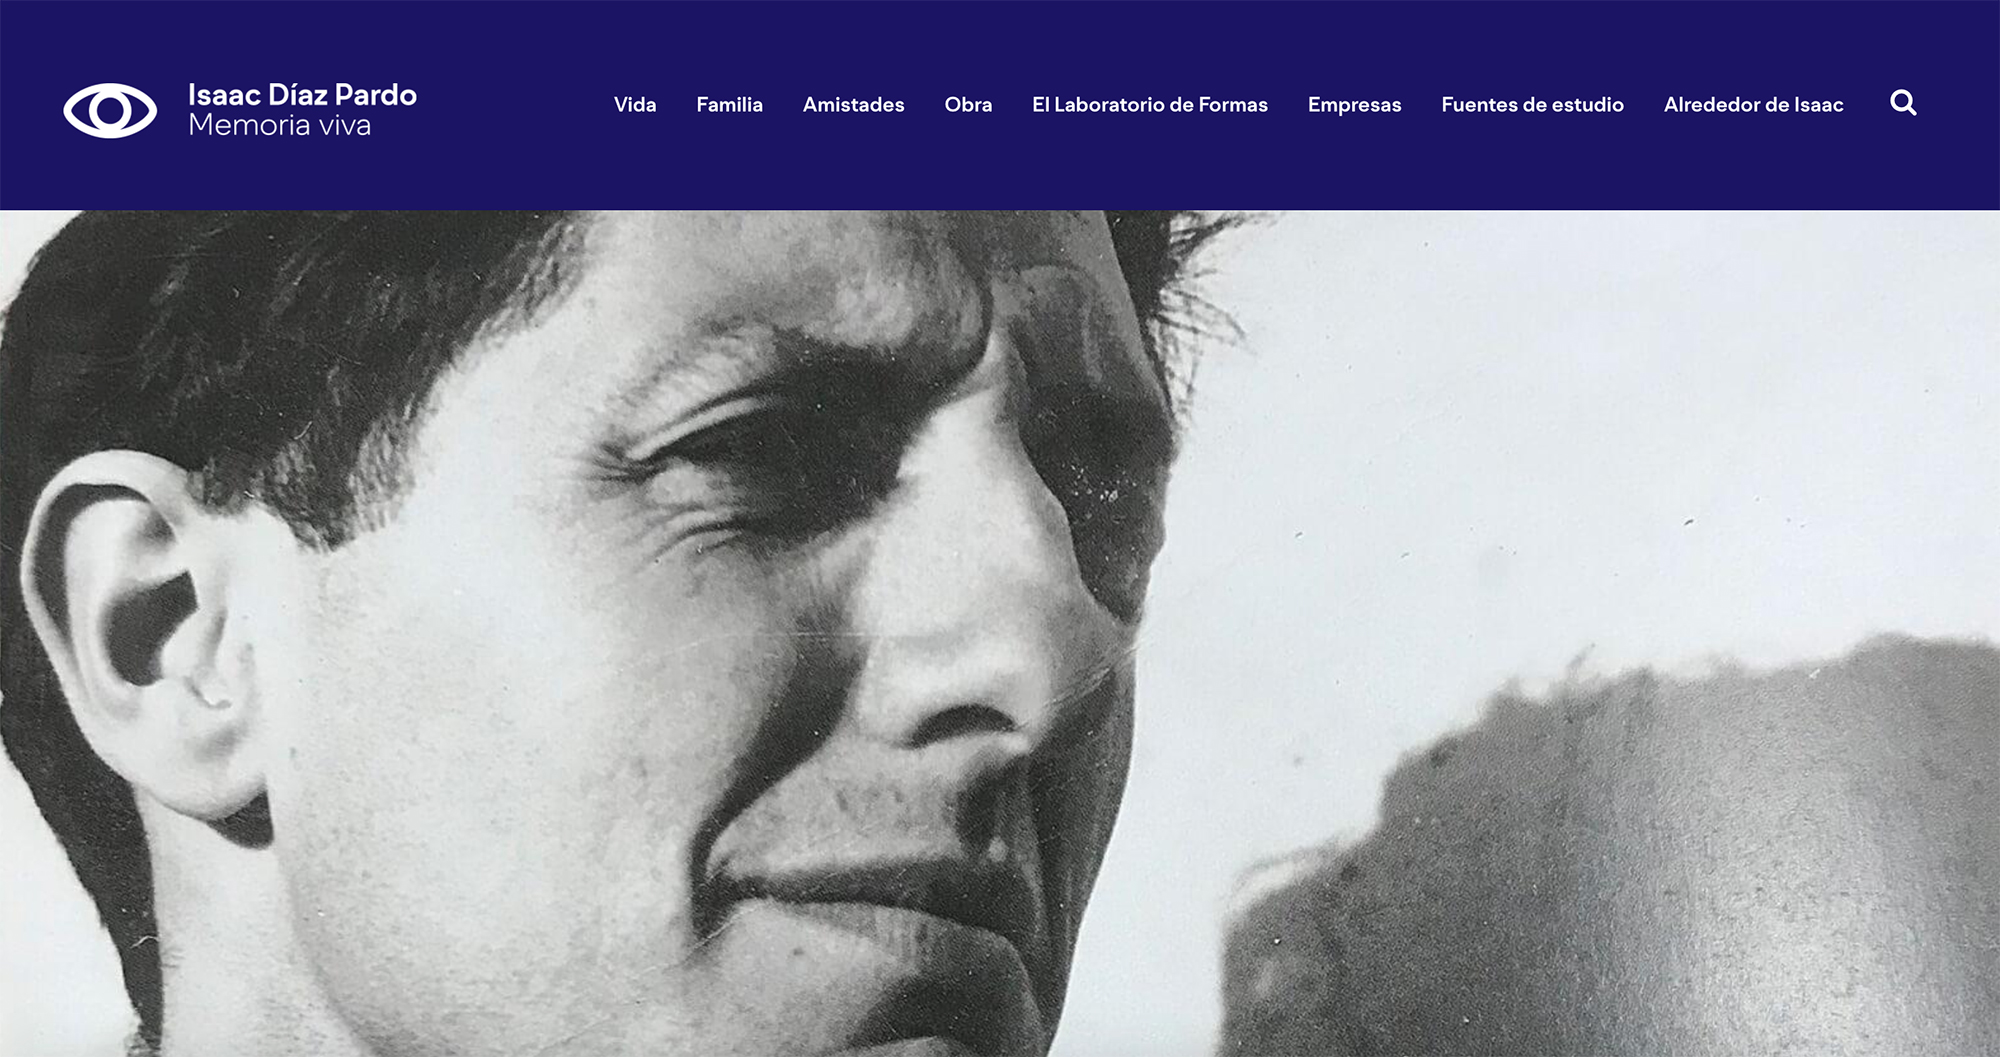 Isaac Díaz Pardo
Memoria viva
Vida Familia Amistades Obra El Laboratorio de Formas Empresas Fuentes de estudio Alrededor de Isaac